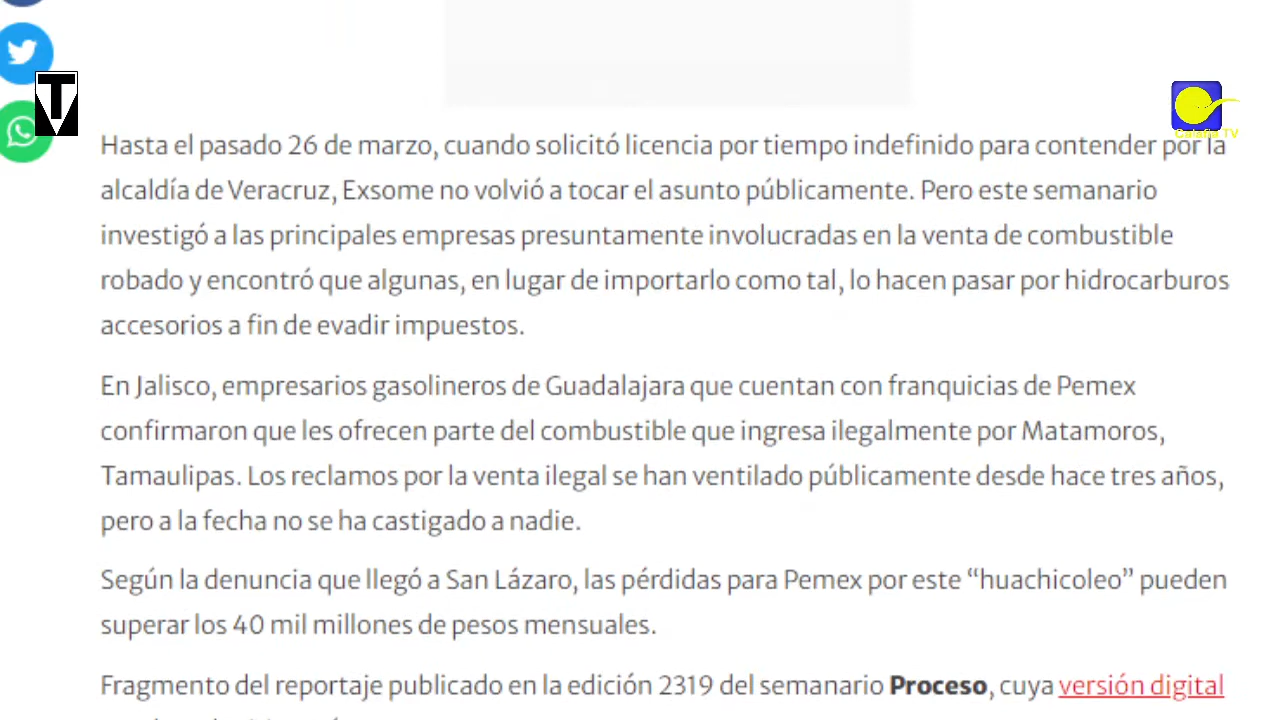 TV
Calafia TV
Hasta el pasado 26 de marzo, cuando solicitó licencia por tiempo indefinido para contender por la
alcaldía de Veracruz, Exsome no volvió a tocar el asunto públicamente. Pero este semanario
investigó a las principales empresas presuntamente involucradas en la venta de combustible
robado y encontró que algunas, en lugar de importarlo como tal, lo hacen pasar por hidrocarburos
accesorios a fin de evadir impuestos.
En Jalisco, empresarios gasolineros de Guadalajara que cuentan con franquicias de Pemex
confirmaron que les ofrecen parte del combustible que ingresa ilegalmente por Matamoros,
Tamaulipas. Los reclamos por la venta ilegal se han ventilado públicamente desde hace tres años,
pero a la fecha no se ha castigado a nadie.
Según la denuncia que llegó a San Lázaro, las pérdidas para Pemex por este “huachicoleo” pueden
superar los 40 mil millones de pesos mensuales.
Fragmento del reportaje publicado en la edición 2319 del semanario Proceso, cuya versión digital